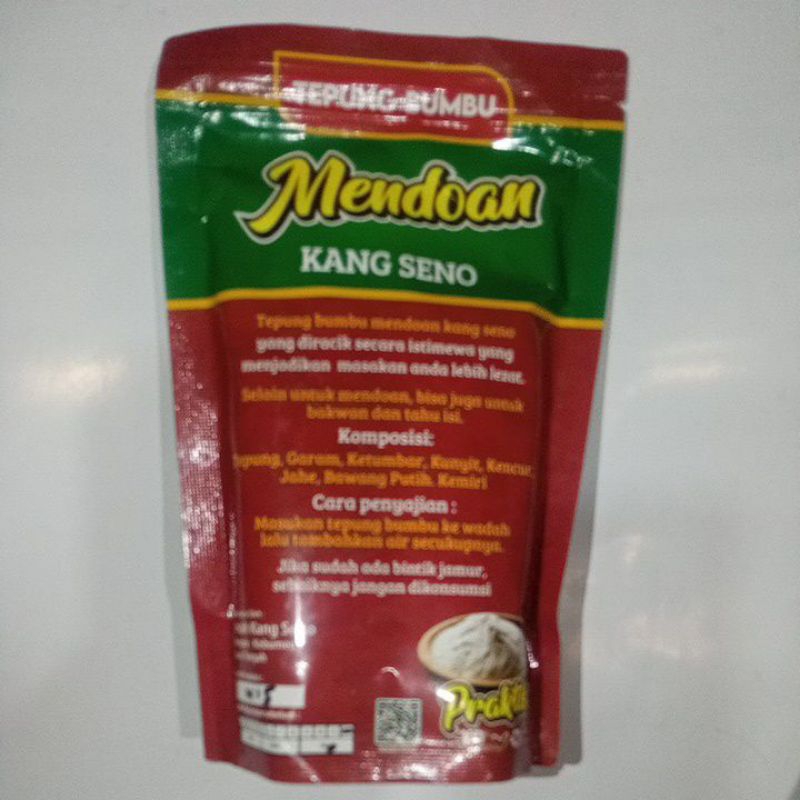 TEPUNG BUMBU
Mendoan
KANG SENO
Tepung bumbu mendoan kang seno
yang diracik secara istimewa yang
menjadikan masakan anda lebih lezat.
Selain untuk mendoan, bisa juga untuk
bakwan dan tahu isi.
Komposisi:
Garam, Ketumbar, Kunyit, Kencur,
Jahe, Bawang Putih, Kemiri
Cara penyajian :
Masukan tepung bumbu ke wadah
lalu tambahkan air secukupnya.
Jika sudah ada bintik jamur,
sebaiknya jangan dikonsumsi
Kang Seno